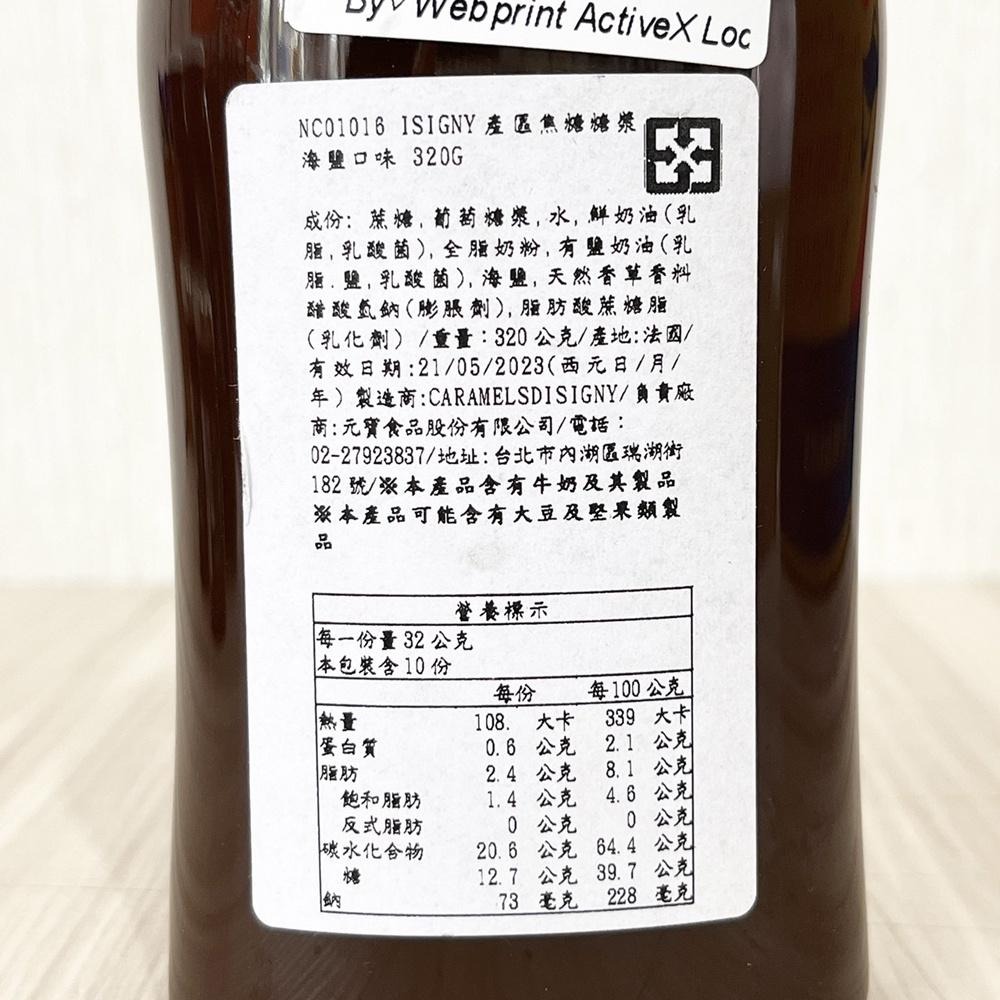 By♡Webprint ActiveX Loc
NC01016 ISIGNY 產區焦糖糖漿
海鹽口味 320G
成份: 蔗糖,葡萄糖漿,水,鮮奶油(乳
脂,乳酸菌),全脂奶粉,有鹽奶油(乳
脂.鹽,乳酸菌),海鹽,天然香草香料
醋酸氫鈉(膨脹劑),脂肪酸蔗糖脂
(乳化劑) /重量：320 公克/產地:法國/
有效日期:21/05/2023(西元日/月/
年) 製造商:CARAMELSDISIGNY/負責廠
商:元寶食品股份有限公司/電話：
02-27923837/地址:台北市內湖區瑞湖街
182 號/※本產品含有牛奶及其製品
※本產品可能含有大豆及堅果類製
品
營養標示
每一份量 32 公克
本包裝含 10 份
每份 每 100 公克
熱量 108. 大卡 339 大卡
蛋白質 0.6 公克 2.1 公克
脂肪 2.4 公克 8.1 公克
飽和脂肪 1.4 公克 4.6 公克
反式脂肪 0 公克 0 公克
碳水化合物 20.6 公克 64.4 公克
糖 12.7 公克 39.7 公克
鈉 73 毫克 228 毫克